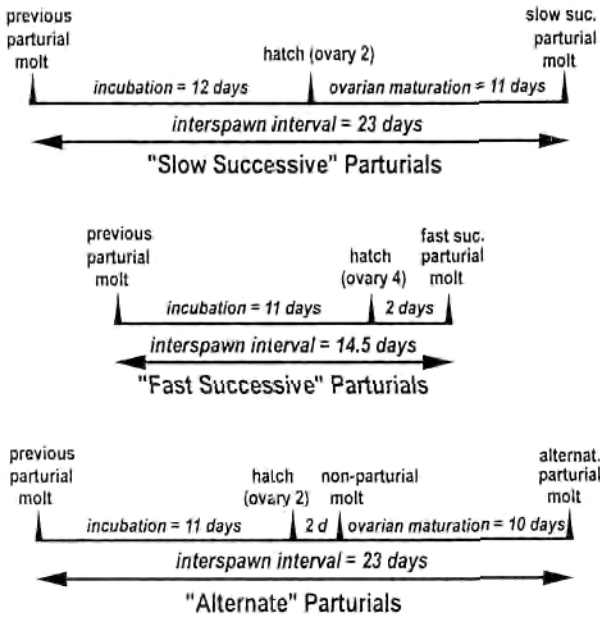 previous
parturial
molt
hatch (ovary 2)
slow suc.
parturial
molt
incubation = 12 days
ovarian maturation = 11 days
interspawn interval = 23 days
"Slow Successive" Parturials
previous
parturial
molt
hatch
(ovary 4)
fast suc.
parturial
molt
incubation = 11 days
2 days
interspawn interval = 14.5 days
"Fast Successive" Parturials
previous
parturial
molt
hatch
(ovary 2)
non-parturial
molt
alternat.
parturial
molt
incubation = 11 days
2 d
ovarian maturation = 10 days
interspawn interval = 23 days
"Alternate" Parturials